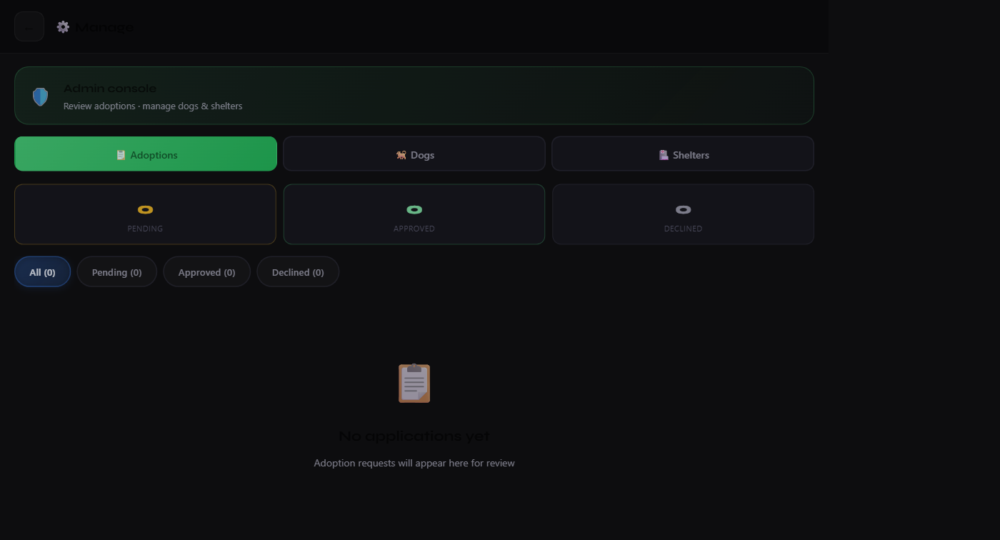 Manage
Admin console
Review adoptions · manage dogs & shelters
Adoptions
Dogs
Shelters
0
0
0
PENDING
APPROVED
DECLINED
All (0)
Pending (0)
Approved (0)
Declined (0)
No applications yet
Adoption requests will appear here for review